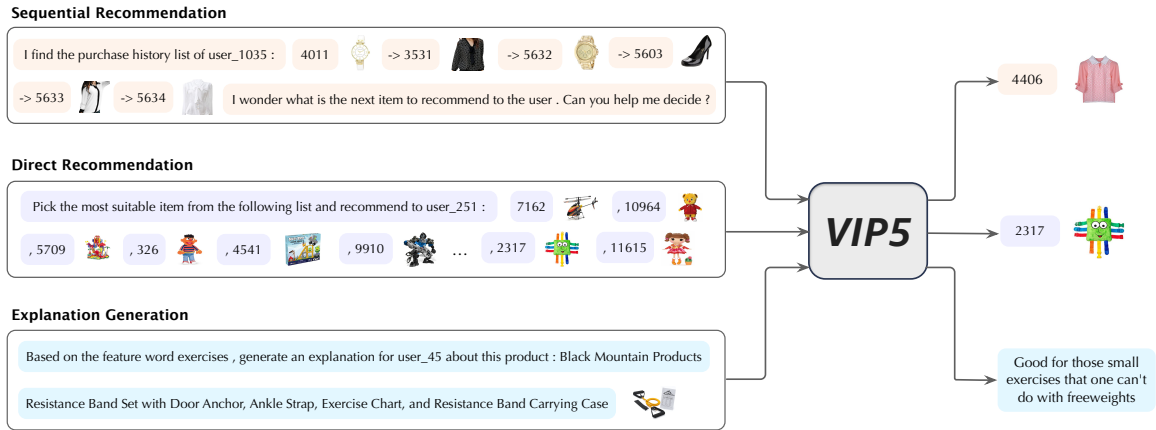 Sequential Recommendation
I find the purchase history list of user_1035 : 4011 -> 3531 -> 5632 -> 5603
-> 5633 -> 5634 I wonder what is the next item to recommend to the user . Can you help me decide ?
4406
Direct Recommendation
Pick the most suitable item from the following list and recommend to user_251 : 7162 , 10964
, 5709 , 326 , 4541 , 9910 ... , 2317 , 11615
VIP5
2317
Explanation Generation
Based on the feature word exercises , generate an explanation for user_45 about this product : Black Mountain Products
Resistance Band Set with Door Anchor, Ankle Strap, Exercise Chart, and Resistance Band Carrying Case
Good for those small
exercises that one can't
do with freeweights